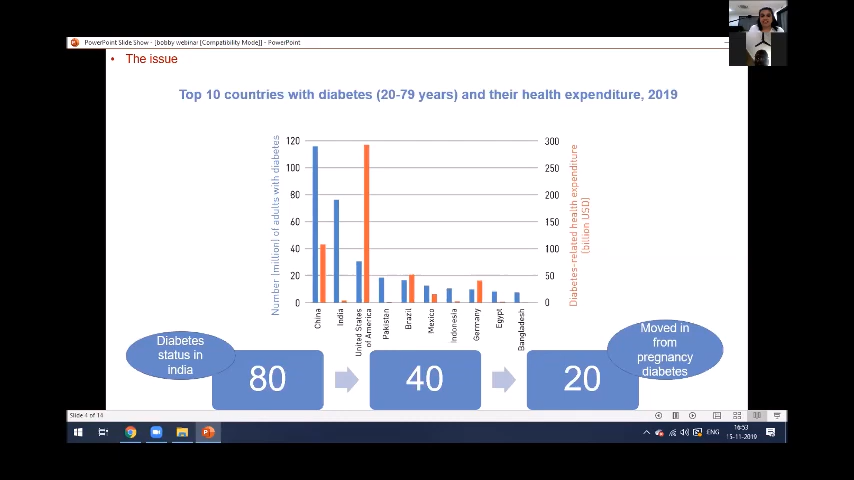 PowerPoint Slide Show - [bobby webinar [Compatibility Mode]] - PowerPoint
• The issue
Top 10 countries with diabetes (20-79 years) and their health expenditure, 2019
Number (million) of adults with diabetes
120
100
80
60
40
20
0
300
250
200
150
100
50
0
Diabetes-related health expenditure
(billion USD)
China
India
United States
of America
Pakistan
Brazil
Mexico
Indonesia
Germany
Egypt
Bangladesh
Diabetes
status in
india
80
40
20
Moved in
from
pregnancy
diabetes
Slide 4 of 14
ENG
16:53
15-11-2019